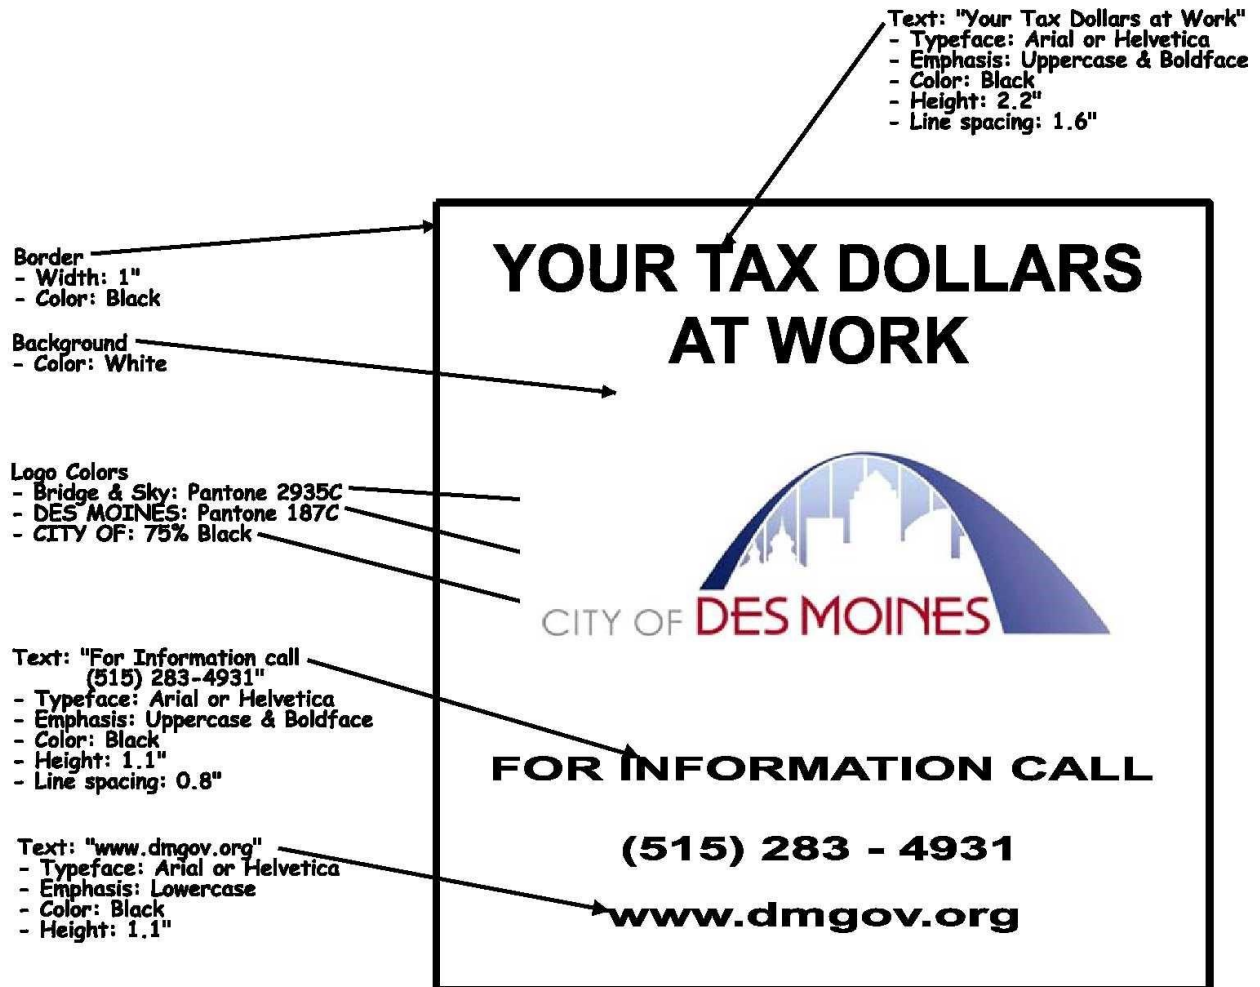 Text: "Your Tax Dollars at Work"
- Typeface: Arial or Helvetica
- Emphasis: Uppercase & Boldface
- Color: Black
- Height: 2.2"
- Line spacing: 1.6"
Border
- Width: 1"
- Color: Black
Background
- Color: White
Logo Colors
- Bridge & Sky: Pantone 2935C
- DES MOINES: Pantone 187C
- CITY OF: 75% Black
Text: "For Information call
(515) 283-4931"
- Typeface: Arial or Helvetica
- Emphasis: Uppercase & Boldface
- Color: Black
- Height: 1.1"
- Line spacing: 0.8"
Text: "www.dmgov.org"
- Typeface: Arial or Helvetica
- Emphasis: Lowercase
- Color: Black
- Height: 1.1"
YOUR TAX DOLLARS
AT WORK
CITY OF DES MOINES
FOR INFORMATION CALL
(515) 283 - 4931
www.dmgov.org